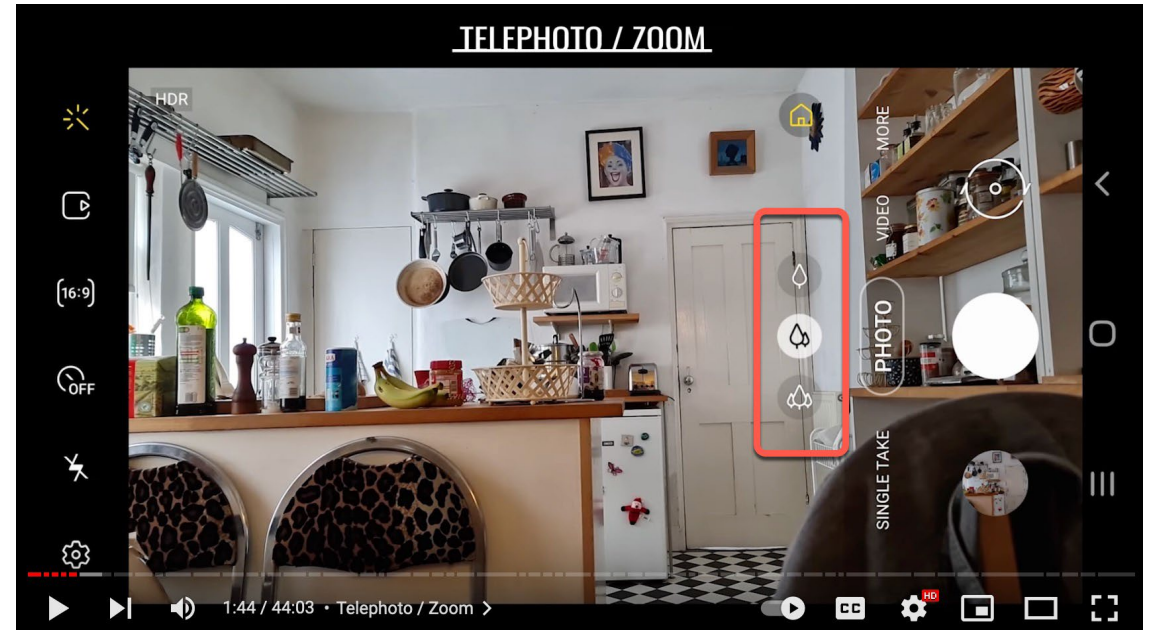 TELEPHOTO / ZOOM
HDR
MORE
VIDEO
PHOTO
SINGLE TAKE
16:9
OFF
1:44 / 44:03 • Telephoto / Zoom >
CC
HD